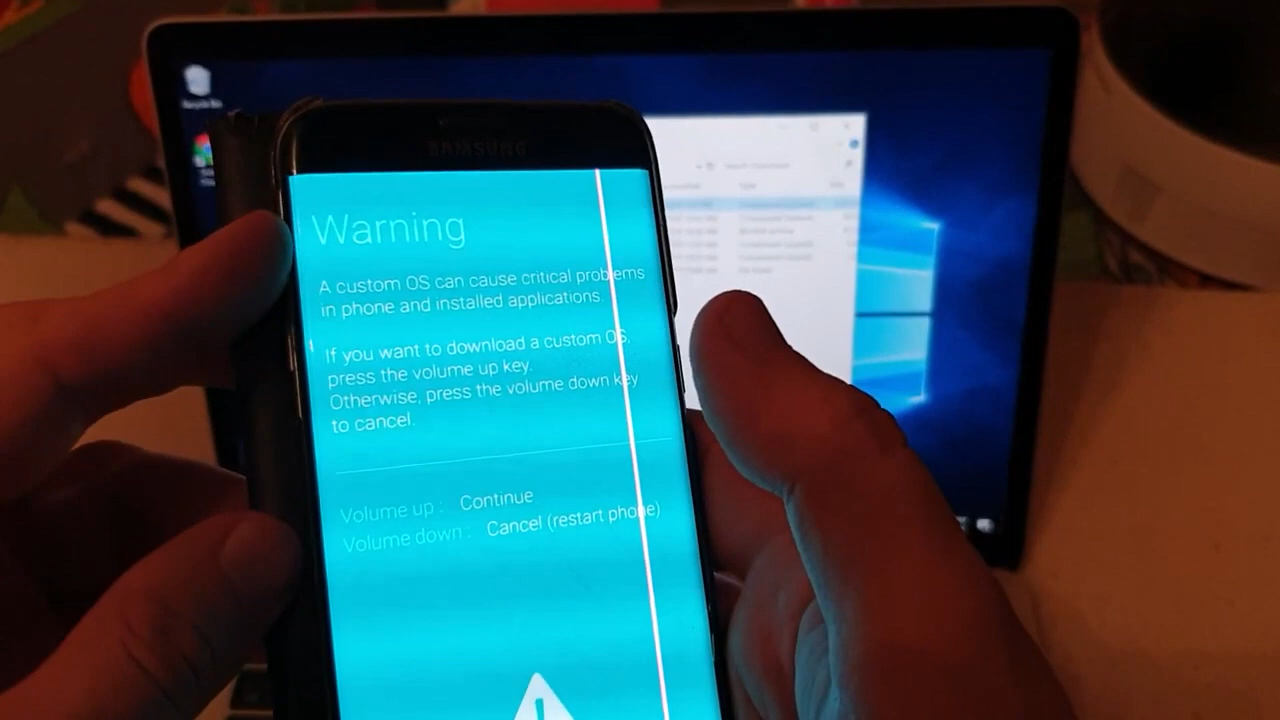 SAMSUNG
Warning
A custom OS can cause critical problems
in phone and installed applications.
If you want to download a custom OS,
press the volume up key.
Otherwise, press the volume down key
to cancel.
Volume up : Continue
Volume down : Cancel (restart phone)
Recycle Bin